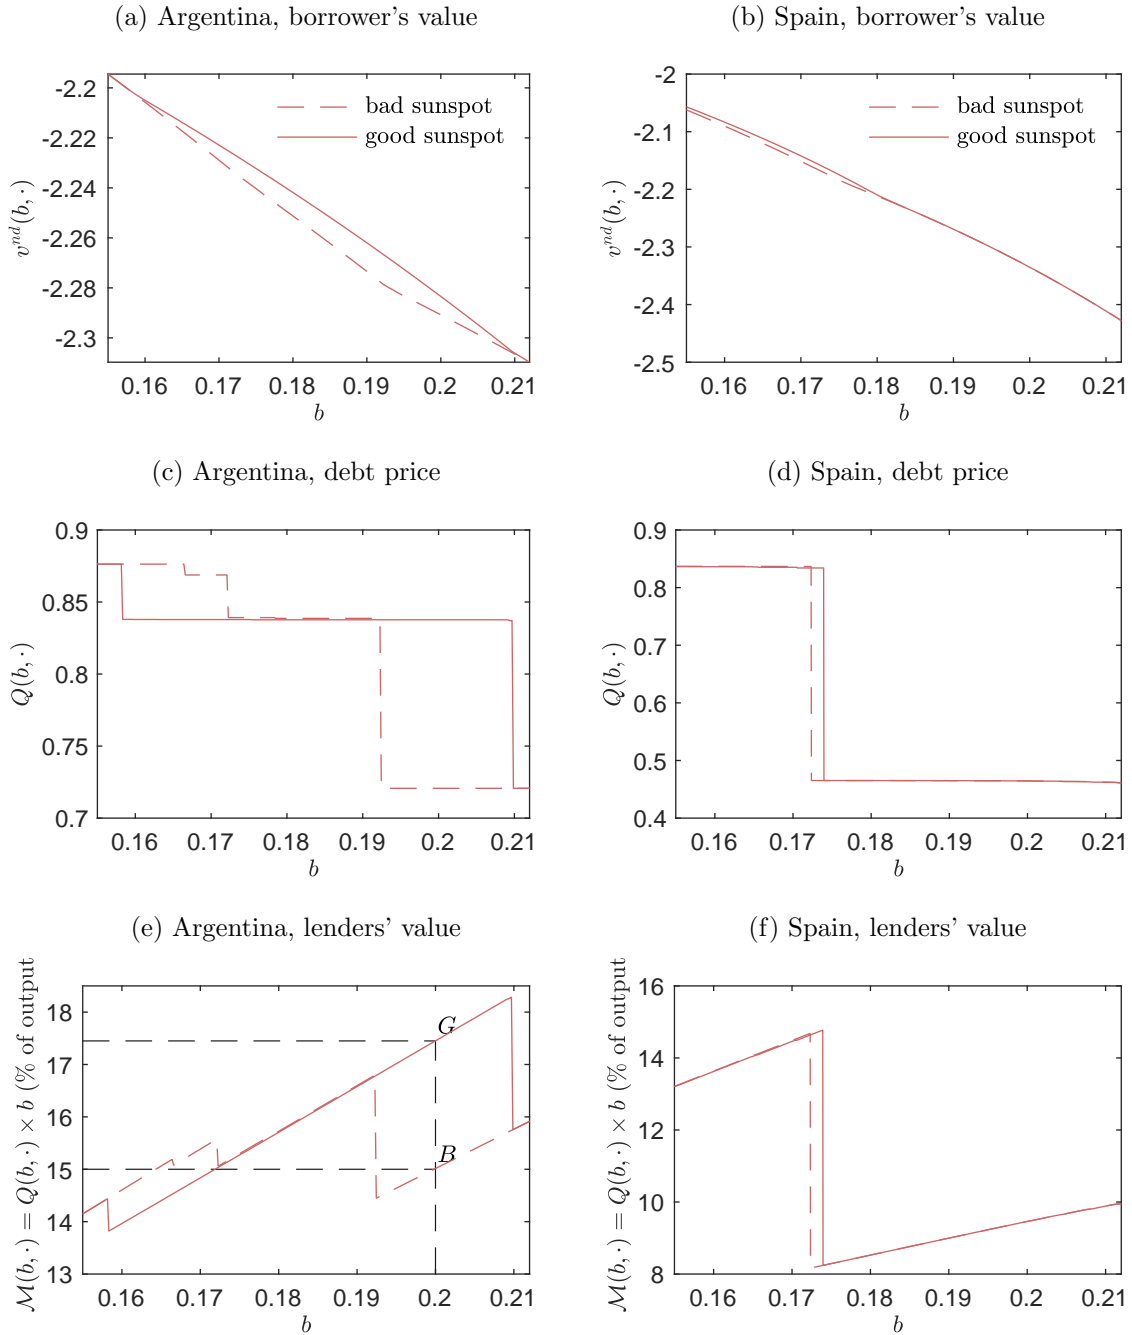 (a) Argentina, borrower's value
(b) Spain, borrower's value
-2.2
-2.22
-2.24
-2.26
-2.28
-2.3
v^{nd}(b, ·)
bad sunspot
good sunspot
0.16 0.17 0.18 0.19 0.2 0.21
b
-2
-2.1
-2.2
-2.3
-2.4
-2.5
v^{nd}(b, ·)
bad sunspot
good sunspot
0.16 0.17 0.18 0.19 0.2 0.21
b
(c) Argentina, debt price
(d) Spain, debt price
0.9
0.85
0.8
0.75
0.7
Q(b, ·)
0.16 0.17 0.18 0.19 0.2 0.21
b
0.9
0.8
0.7
0.6
0.5
0.4
Q(b, ·)
0.16 0.17 0.18 0.19 0.2 0.21
b
(e) Argentina, lenders' value
(f) Spain, lenders' value
18
17
16
15
14
13
M(b, ·) = Q(b, ·) × b (% of output
G
B
0.16 0.17 0.18 0.19 0.2 0.21
b
16
14
12
10
8
M(b, ·) = Q(b, ·) × b (% of output
0.16 0.17 0.18 0.19 0.2 0.21
b